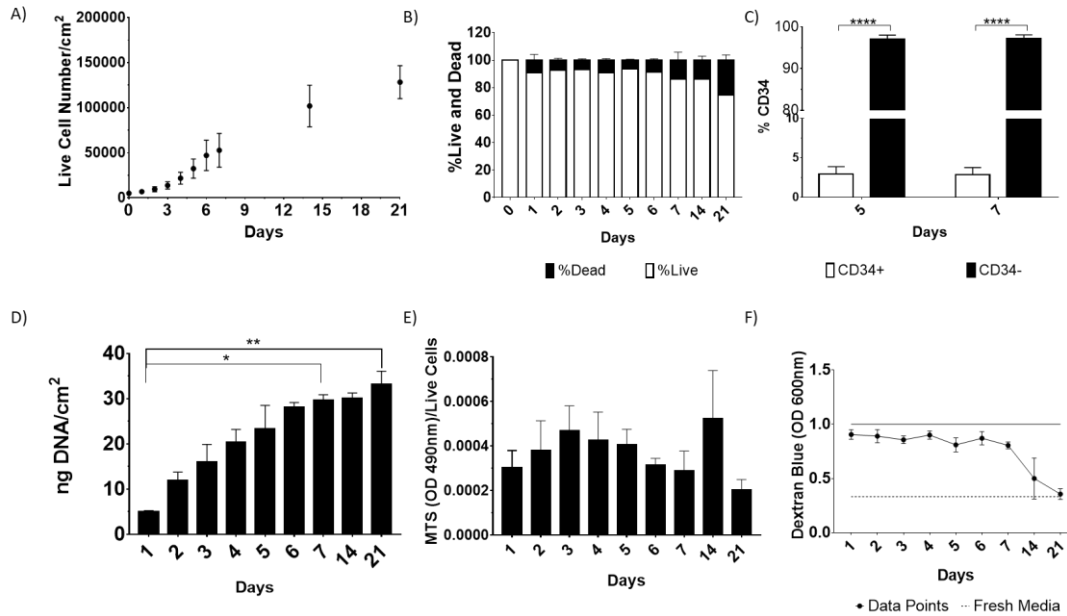 A)
Live Cell Number/cm²
200000
150000
100000
50000
0
0 3 6 9 12 15 18 21
Days
B)
%Live and Dead
120
100
80
60
40
20
0
0 1 2 3 4 5 6 7 14 21
Days
%Dead %Live
C)
**** ****
% CD34
100
90
80
10
5
0
5 7
Days
CD34+ CD34-
D)
**
*
ng DNA/cm²
40
30
20
10
0
1 2 3 4 5 6 7 14 21
Days
E)
MTS (OD 490nm)/Live Cells
0.0008
0.0006
0.0004
0.0002
0.0000
1 2 3 4 5 6 7 14 21
Days
F)
Dextran Blue (OD 600nm)
1.5
1.0
0.5
0.0
1 2 3 4 5 6 7 14 21
Days
Data Points Fresh Media